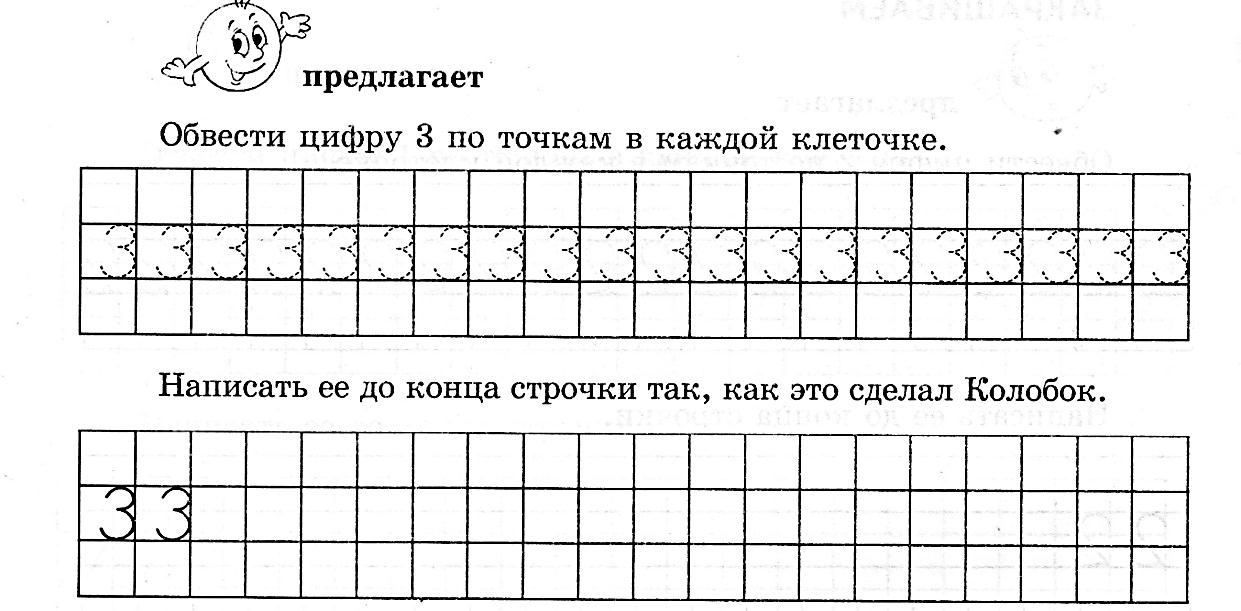 предлагает
Обвести цифру 3 по точкам в каждой клеточке.
3 3 3 3 3 3 3 3 3 3 3 3 3 3 3 3 3 3 3 3
Написать ее до конца строчки так, как это сделал Колобок.
3 3